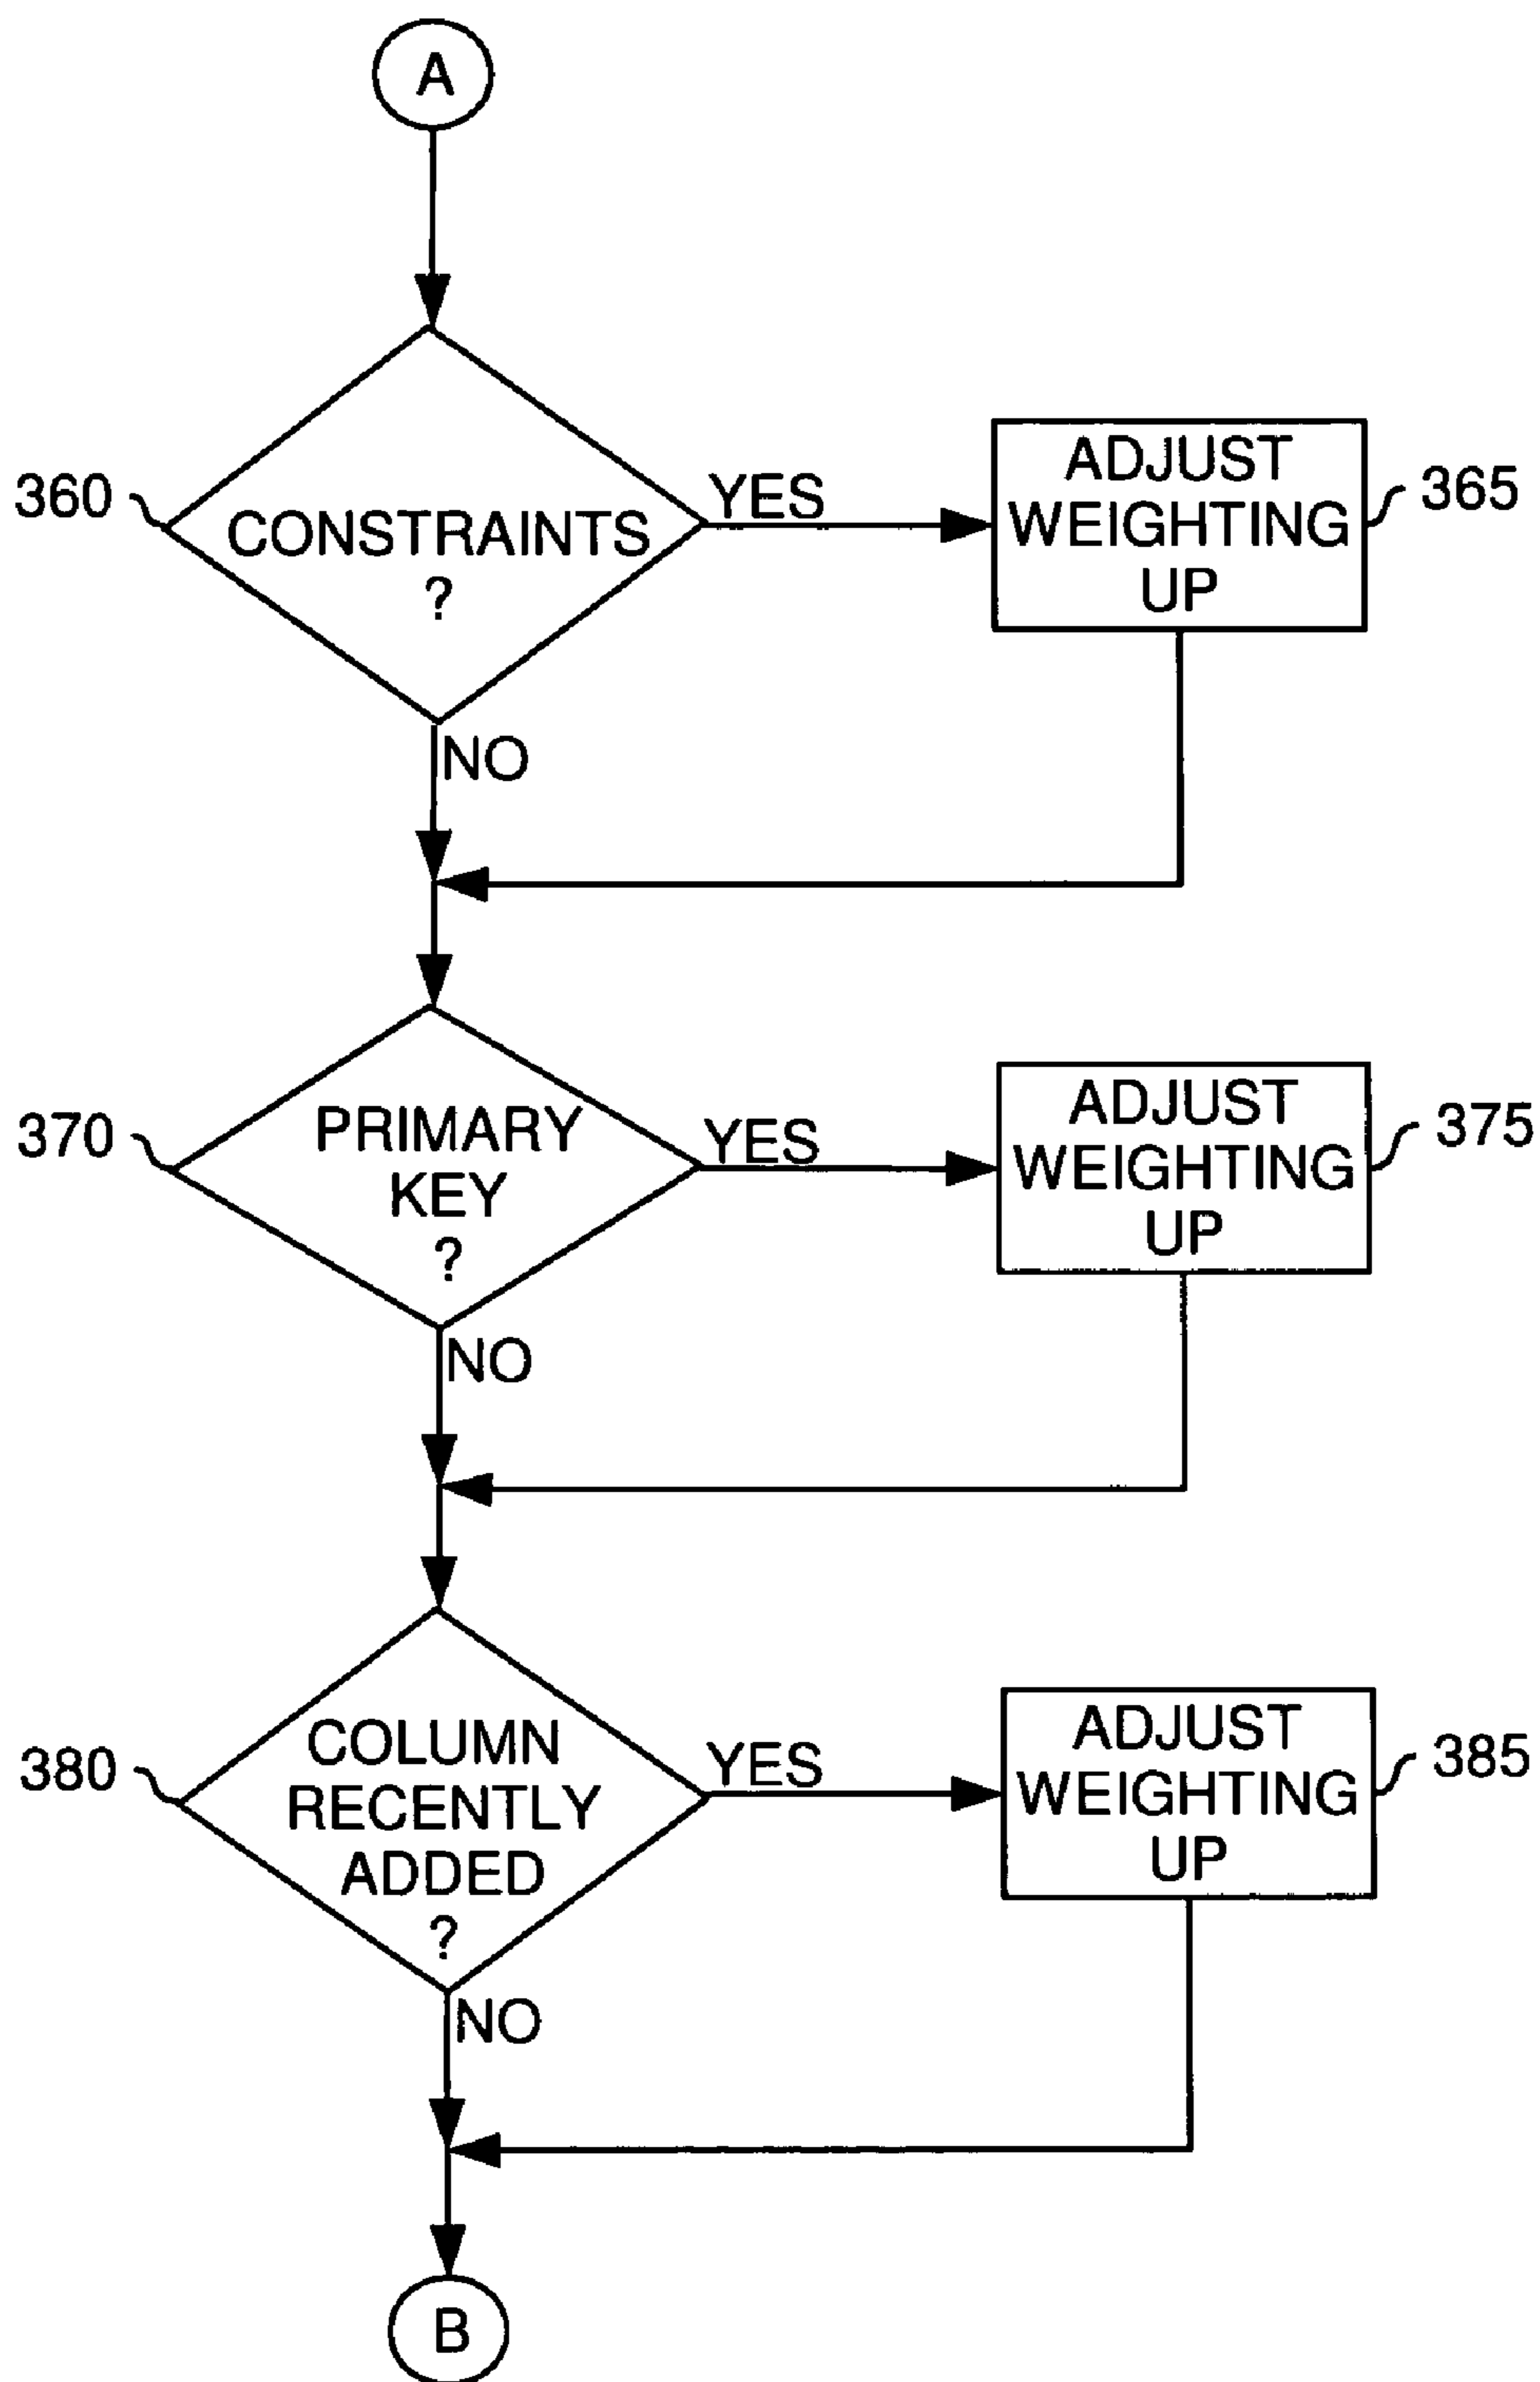 A
360
CONSTRAINTS
?
YES
ADJUST
WEIGHTING
UP
365
NO
370
PRIMARY
KEY
?
YES
ADJUST
WEIGHTING
UP
375
NO
380
COLUMN
RECENTLY
ADDED
?
YES
ADJUST
WEIGHTING
UP
385
NO
B